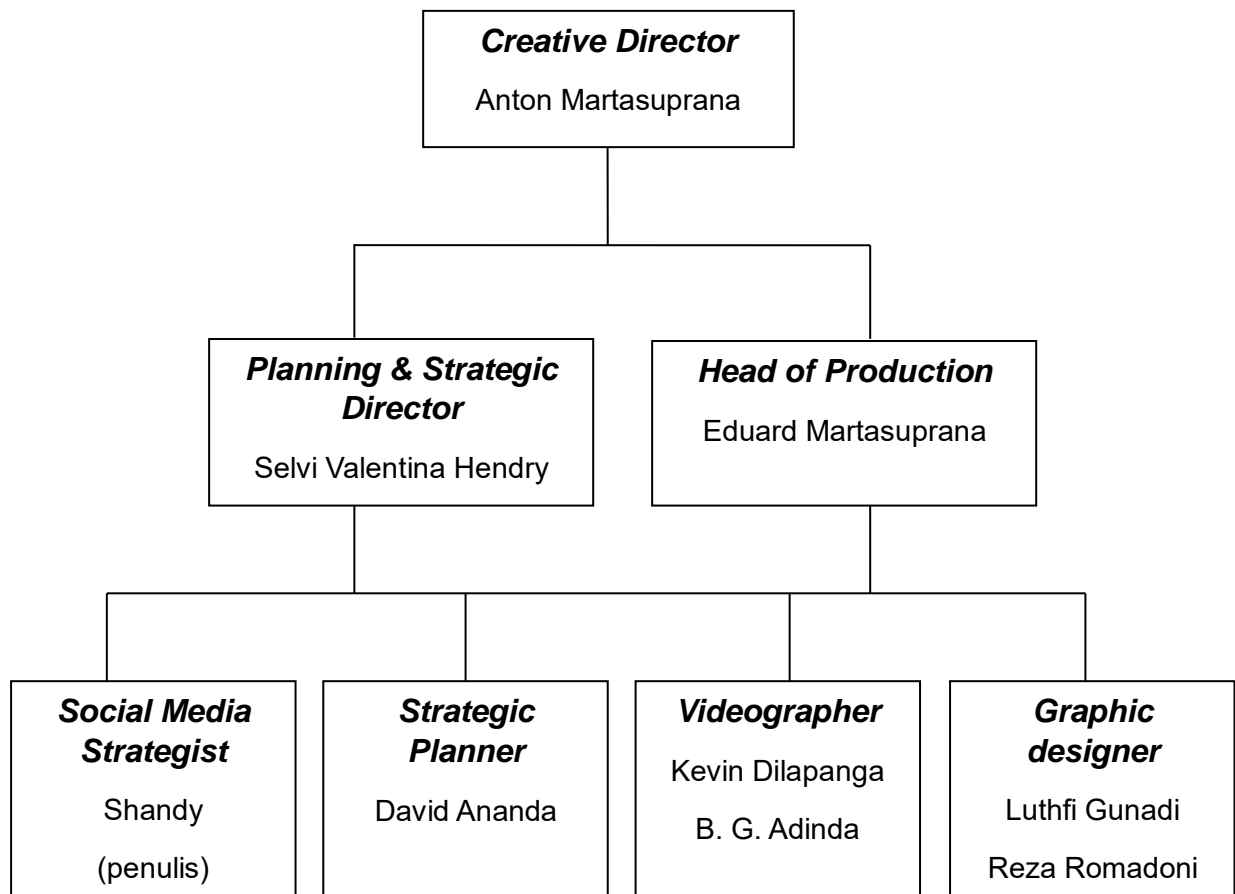 Creative Director
Anton Martasuprana
Planning & Strategic
Director
Selvi Valentina Hendry
Head of Production
Eduard Martasuprana
Social Media
Strategist
Shandy
(penulis)
Strategic
Planner
David Ananda
Videographer
Kevin Dilapanga
B. G. Adinda
Graphic
designer
Luthfi Gunadi
Reza Romadoni